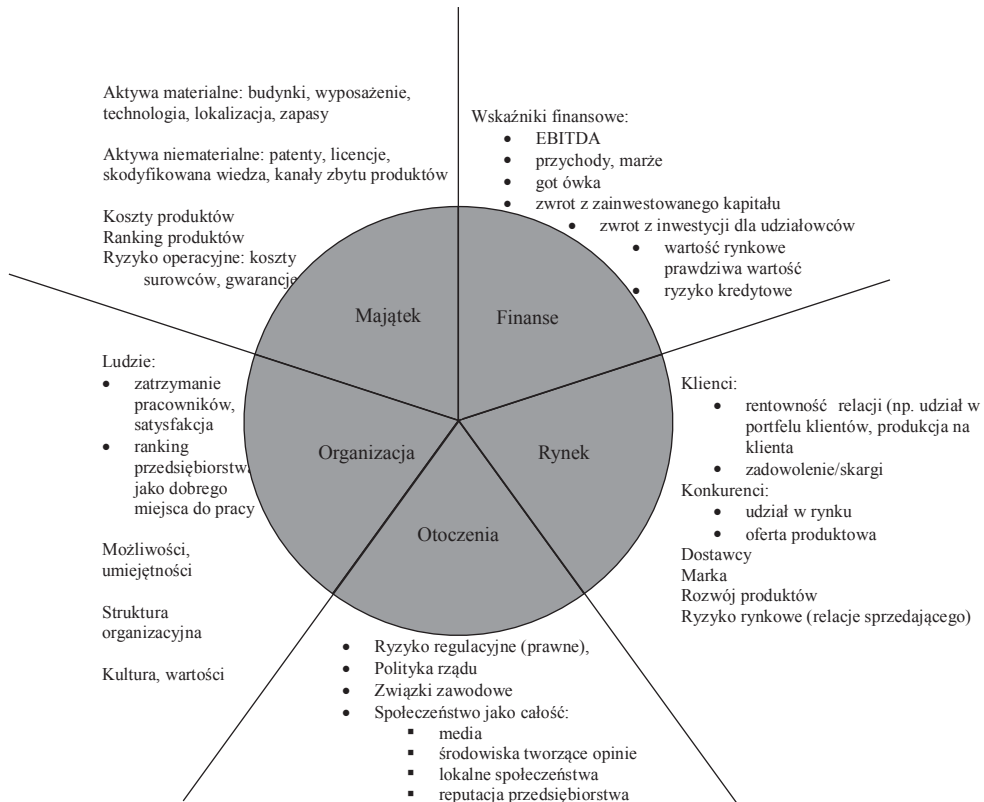 Aktywa materialne: budynki, wyposażenie,
technologia, lokalizacja, zapasy
Aktywa niematerialne: patenty, licencje,
skodyfikowana wiedza, kanały zbytu produktów
Koszty produktów
Ranking produktów
Ryzyko operacyjne: koszty
surowców, gwarancje
Wskaźniki finansowe:
• EBITDA
• przychody, marże
• got ówka
• zwrot z zainwestowanego kapitału
• zwrot z inwestycji dla udziałowców
• wartość rynkowe
prawdziwa wartość
• ryzyko kredytowe
Majątek
Finanse
Organizacja
Rynek
Otoczenia
Ludzie:
• zatrzymanie
pracowników,
satysfakcja
• ranking
przedsiębiorstwa
jako dobrego
miejsca do pracy
Możliwości,
umiejętności
Struktura
organizacyjna
Kultura, wartości
Klienci:
• rentowność relacji (np. udział w
portfelu klientów, produkcja na
klienta
• zadowolenie/skargi
Konkurenci:
• udział w rynku
• oferta produktowa
Dostawcy
Marka
Rozwój produktów
Ryzyko rynkowe (relacje sprzedającego)
• Ryzyko regulacyjne (prawne),
• Polityka rządu
• Związki zawodowe
• Społeczeństwo jako całość:
▪ media
▪ środowiska tworzące opinie
▪ lokalne społeczeństwa
▪ reputacja przedsiębiorstwa